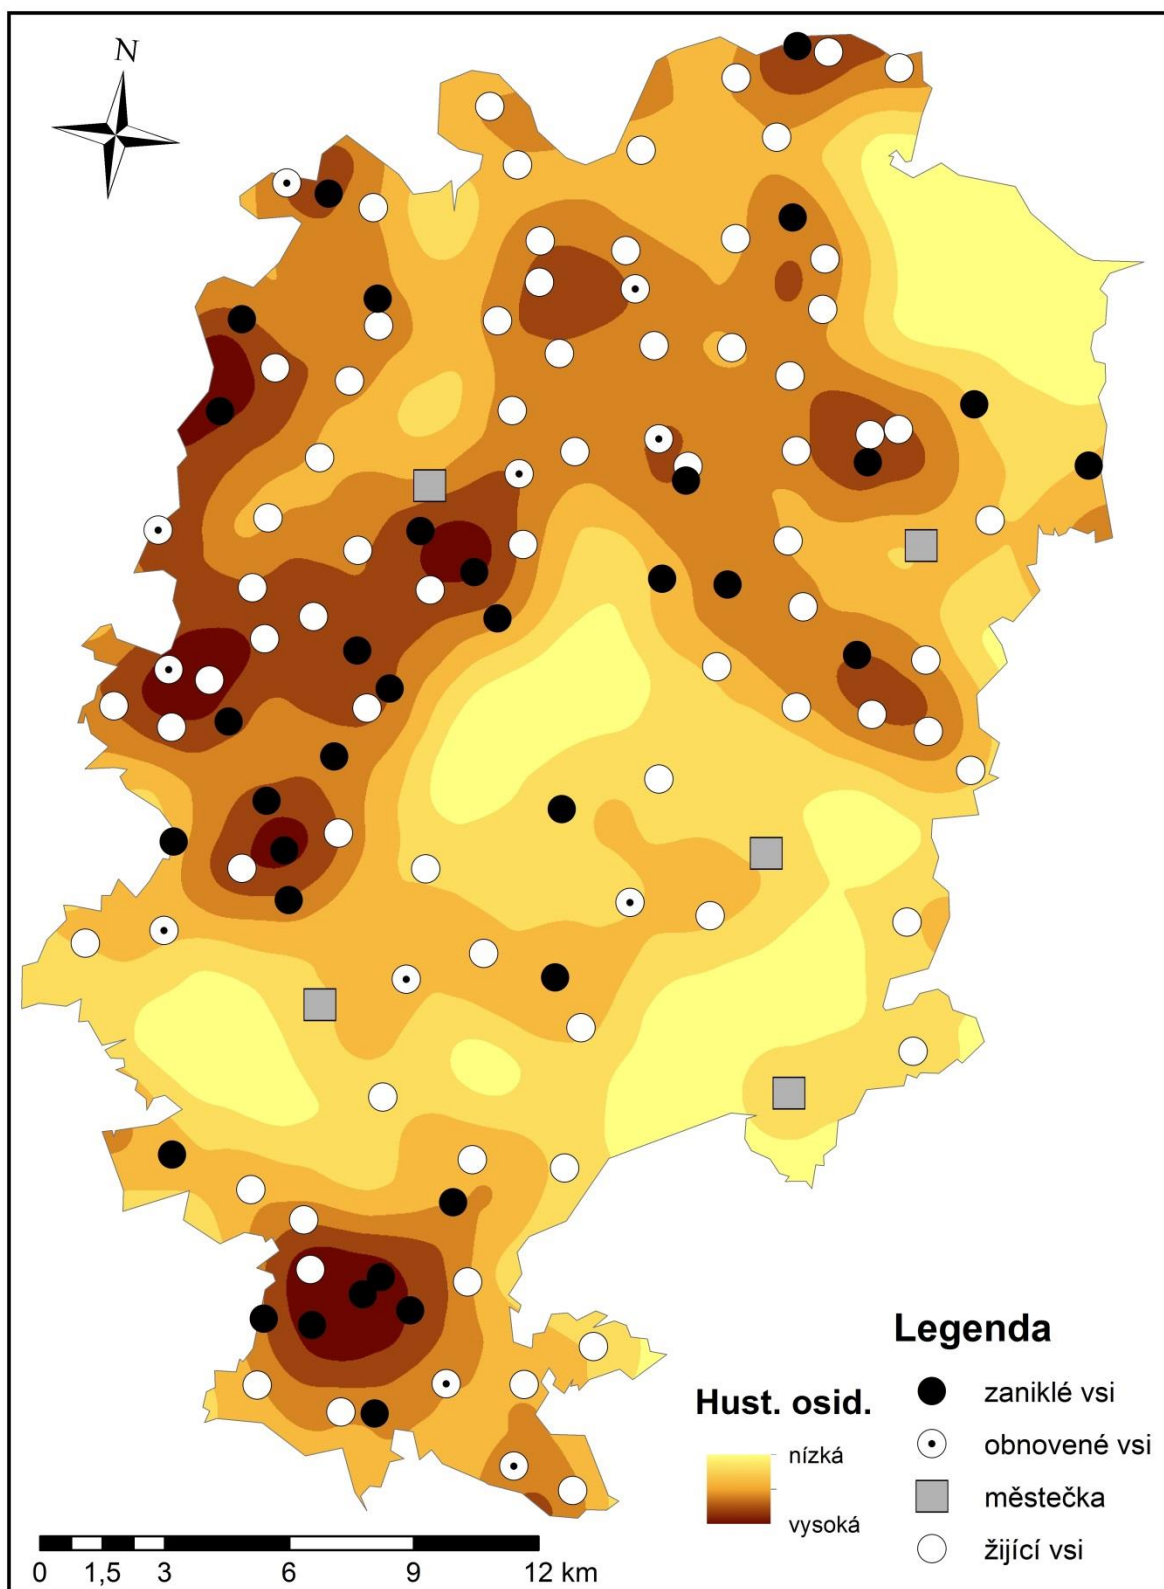 N
Legenda
Hust. osid.
nízká
vysoká
zaniklé vsi
obnovené vsi
městečka
žijící vsi
0 1,5 3 6 9 12 km